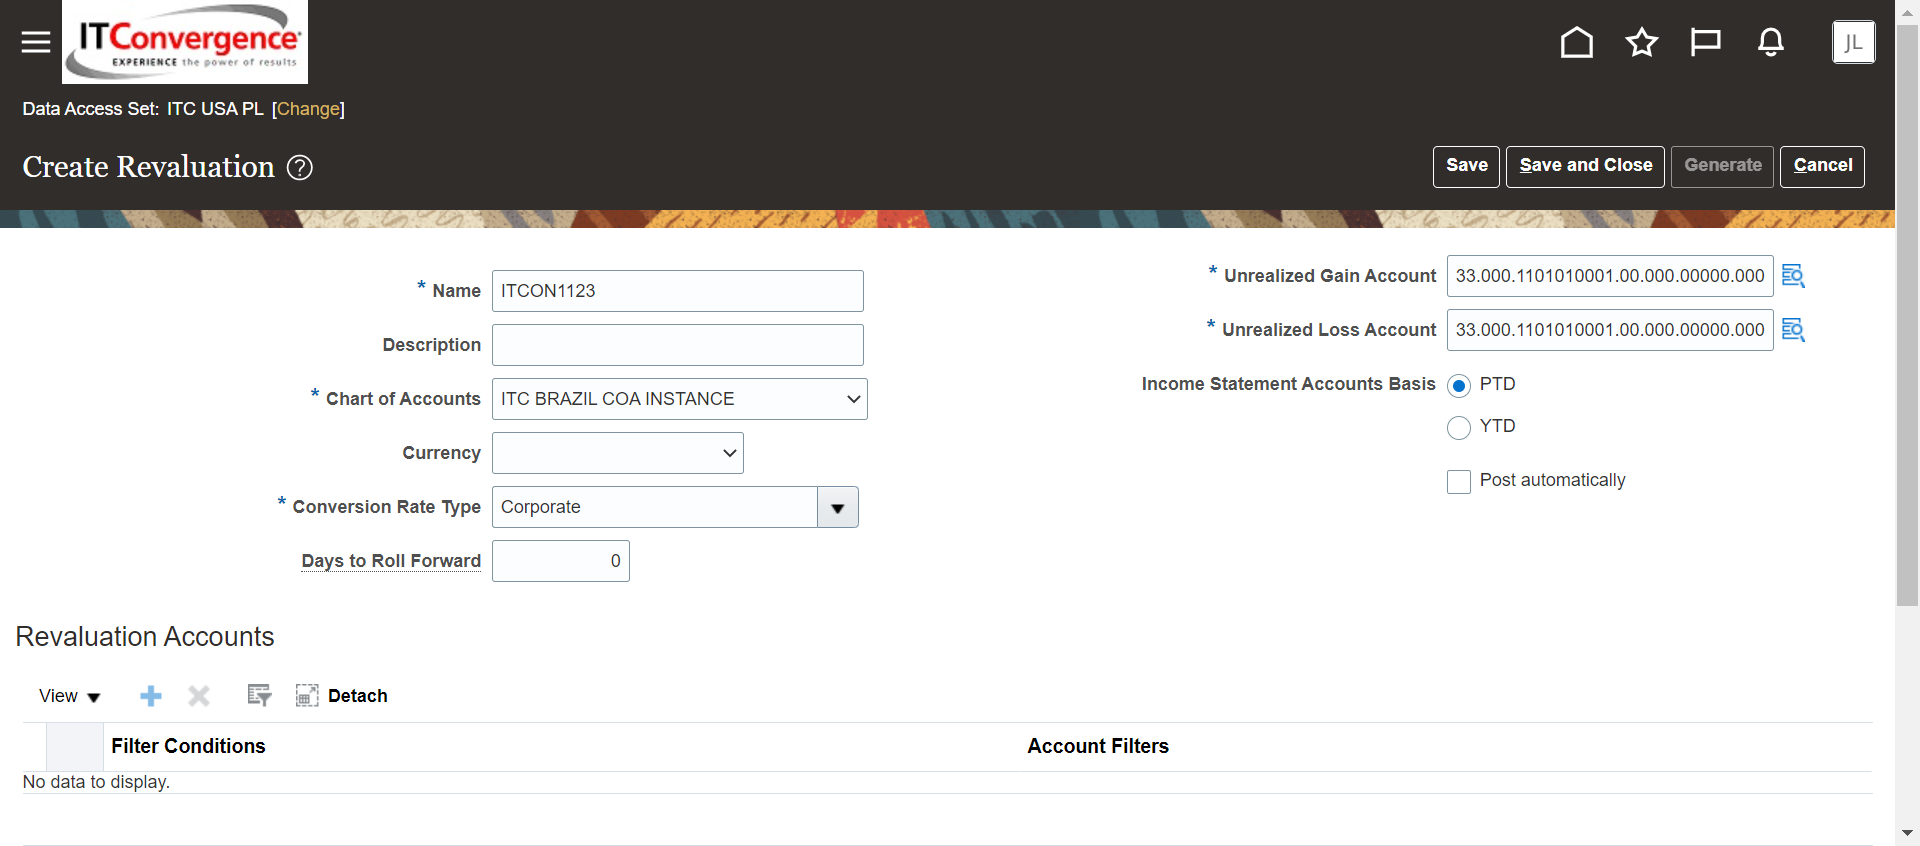 ITConvergence
EXPERIENCE the power of results
JL
Data Access Set: ITC USA PL [Change]
Create Revaluation ?
Save
Save and Close
Generate
Cancel
* Name ITCON1123
Description
* Chart of Accounts ITC BRAZIL COA INSTANCE
Currency
* Conversion Rate Type Corporate
Days to Roll Forward 0
* Unrealized Gain Account 33.000.1101010001.00.000.00000.000
* Unrealized Loss Account 33.000.1101010001.00.000.00000.000
Income Statement Accounts Basis PTD
YTD
Post automatically
Revaluation Accounts
View Detach
Filter Conditions Account Filters
No data to display.